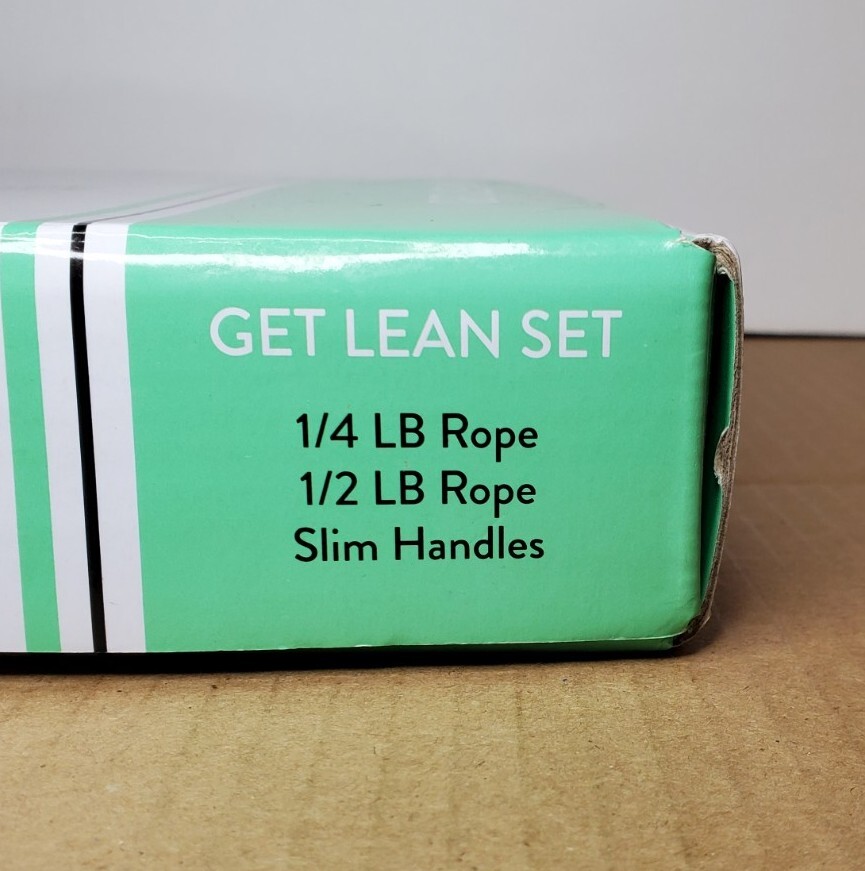 GET LEAN SET
1/4 LB Rope
1/2 LB Rope
Slim Handles